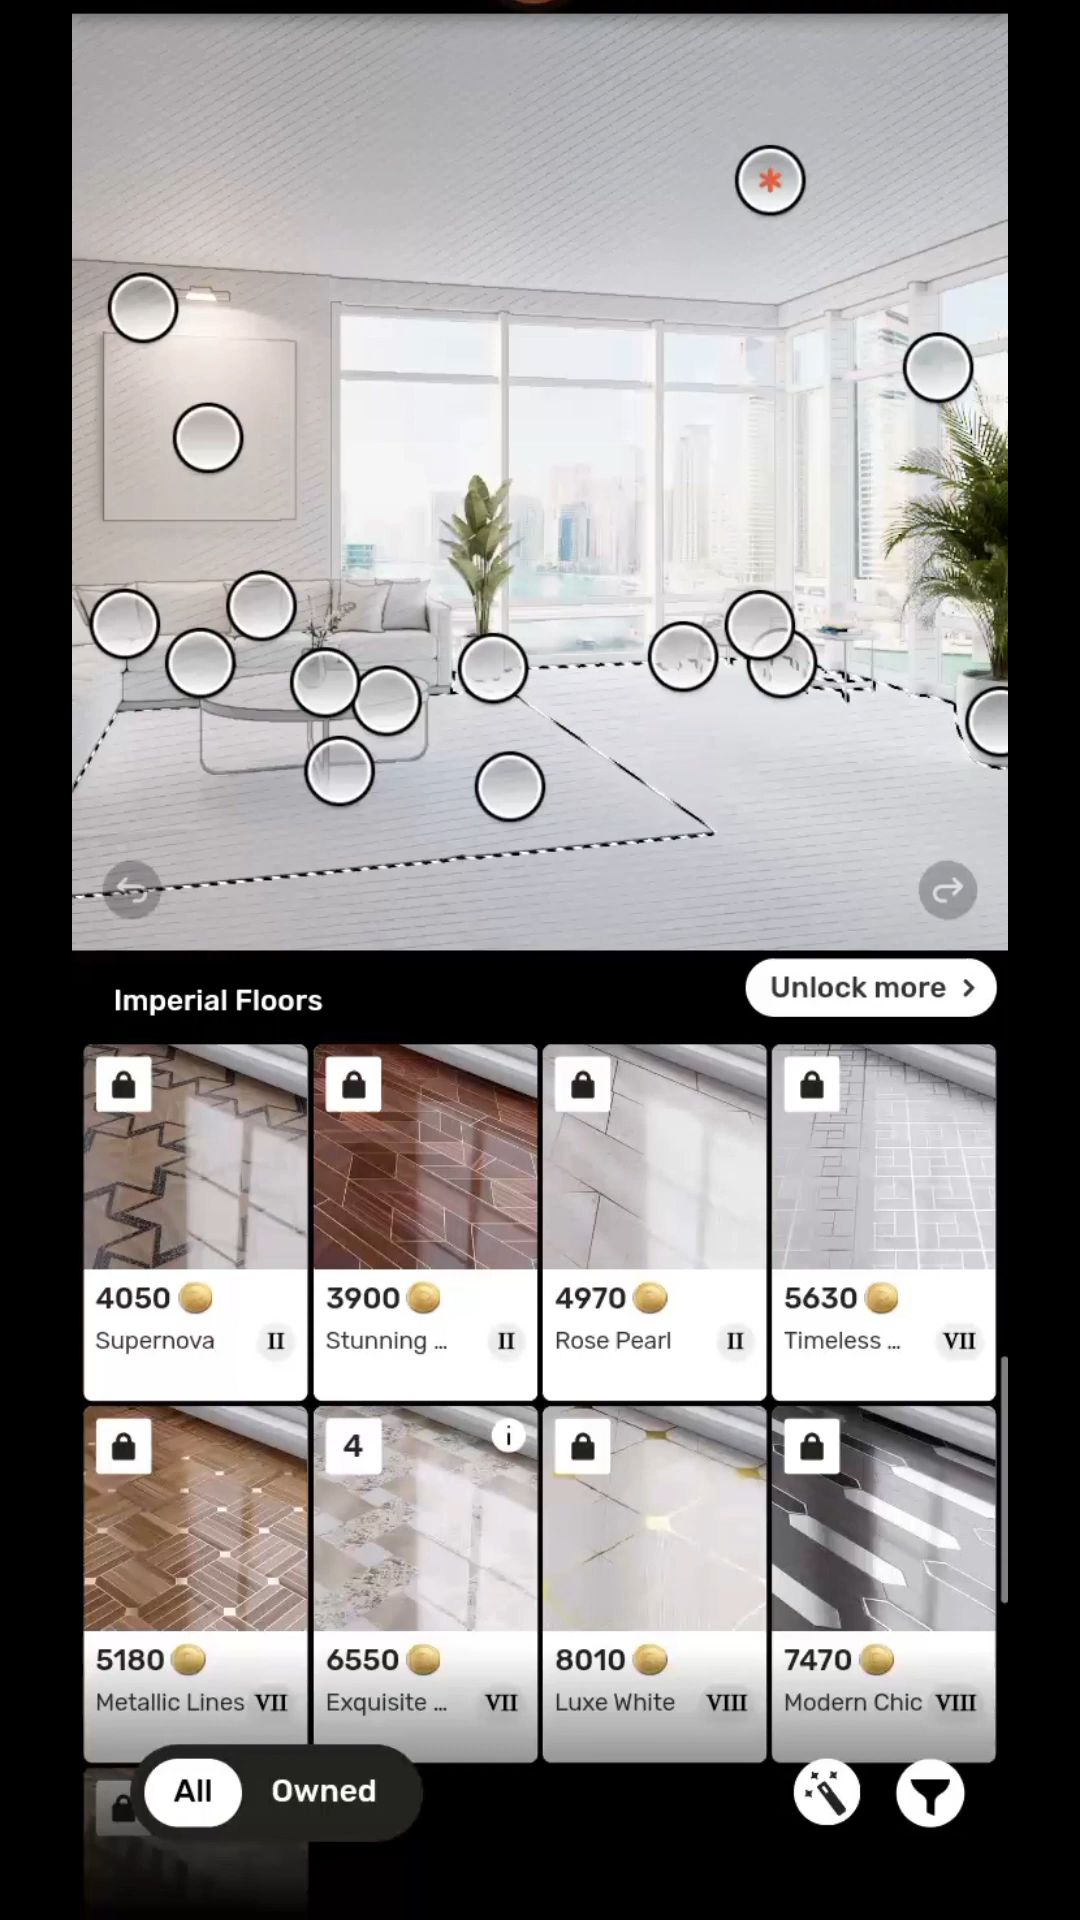 Imperial Floors
Unlock more
4050
3900
4970
5630
Supernova II
Stunning ... II
Rose Pearl II
Timeless ... VII
4
i
5180
6550
8010
7470
Metallic Lines VII
Exquisite ... VII
Luxe White VIII
Modern Chic VIII
All
Owned